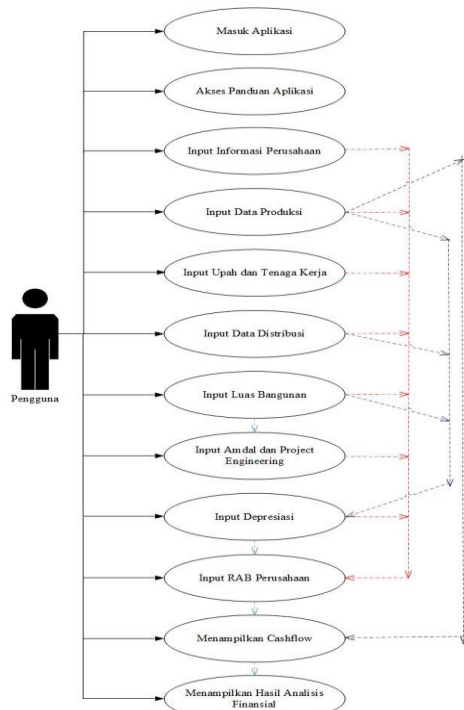 Masuk Aplikasi
Akses Panduan Aplikasi
Input Informasi Perusahaan
Input Data Produksi
Input Upah dan Tenaga Kerja
Pengguna
Input Data Distribusi
Input Luas Bangunan
Input Amdal dan Project
Engineering
Input Depresiasi
Input RAB Perusahaan
Menampilkan Cashflow
Menampilkan Hasil Analisis
Finansial